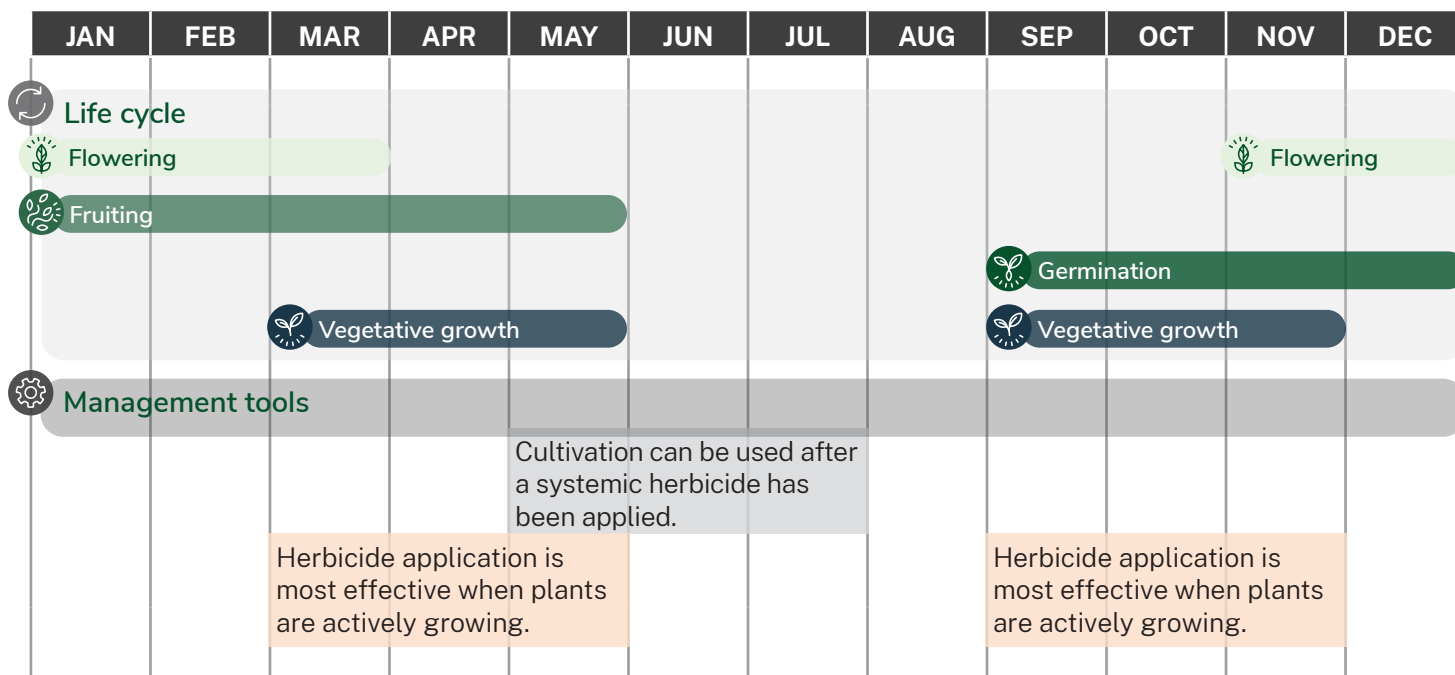 JAN FEB MAR APR MAY JUN JUL AUG SEP OCT NOV DEC
Life cycle
Flowering Flowering
Fruiting
Germination
Vegetative growth Vegetative growth
Management tools
Cultivation can be used after
a systemic herbicide has
been applied.
Herbicide application is
most effective when plants
are actively growing.
Herbicide application is
most effective when plants
are actively growing.